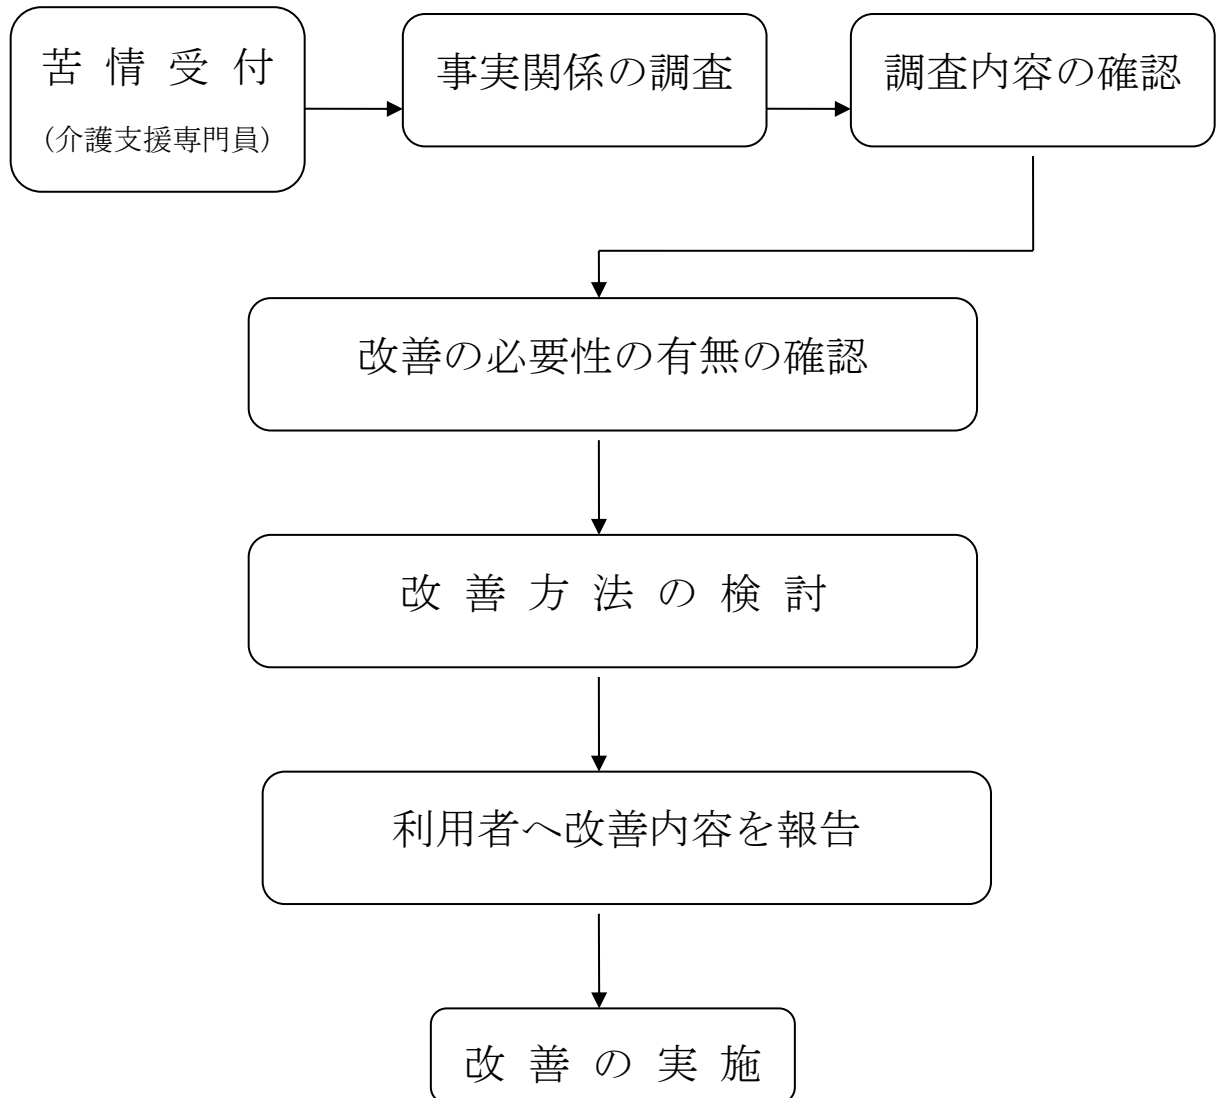 苦情受付
（介護支援専門員）
事実関係の調査
調査内容の確認
改善の必要性の有無の確認
改善方法の検討
利用者へ改善内容を報告
改善の実施